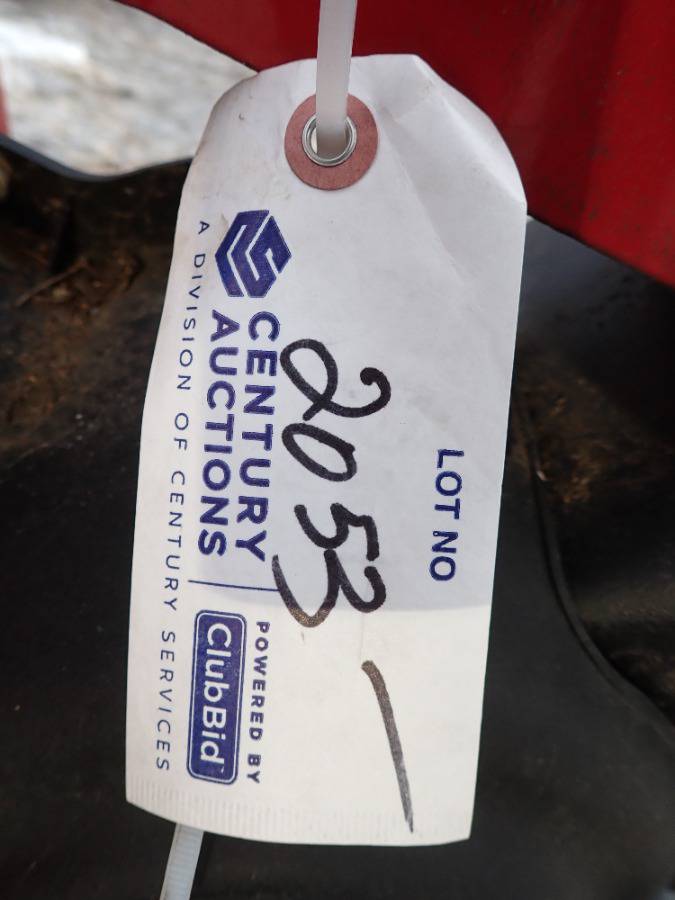 LOT NO
2053 —
CENTURY
AUCTIONS
A DIVISION OF CENTURY SERVICES
POWERED BY
ClubBid